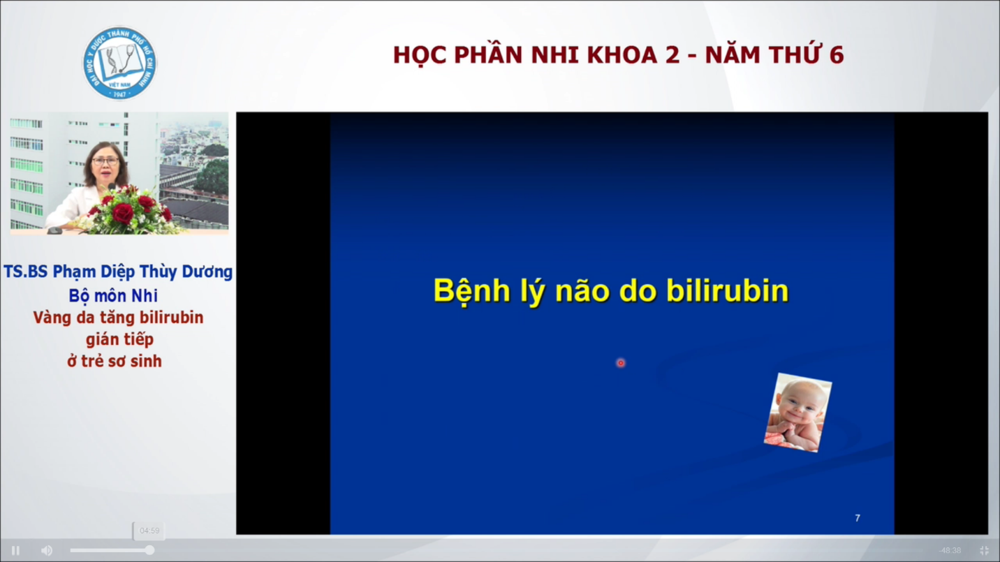 ĐẠI HỌC Y DƯỢC THÀNH PHỐ HỒ CHÍ MINH
VIỆT NAM
1947
HỌC PHẦN NHI KHOA 2 - NĂM THỨ 6
TS.BS Phạm Diệp Thùy Dương
Bộ môn Nhi
Vàng da tăng bilirubin
gián tiếp
ở trẻ sơ sinh
Bệnh lý não do bilirubin
7
04:59
-48:38